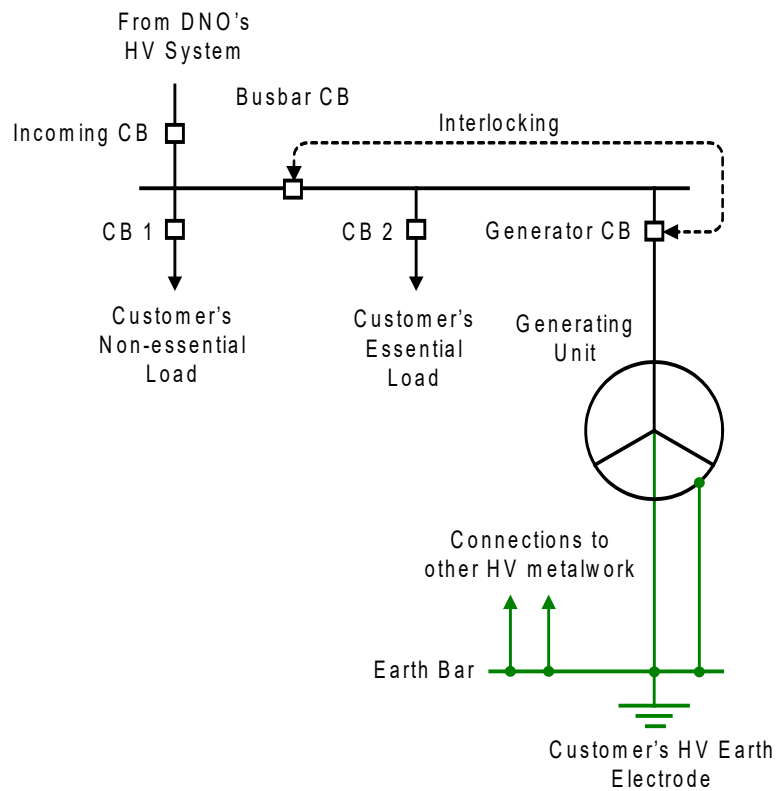 From DNO's
HV System
Busbar CB
Incoming CB
Interlocking
CB 1
CB 2
Generator CB
Customer's
Non-essential
Load
Customer's
Essential
Load
Generating
Unit
Connections to
other HV metalwork
Earth Bar
Customer's HV Earth
Electrode